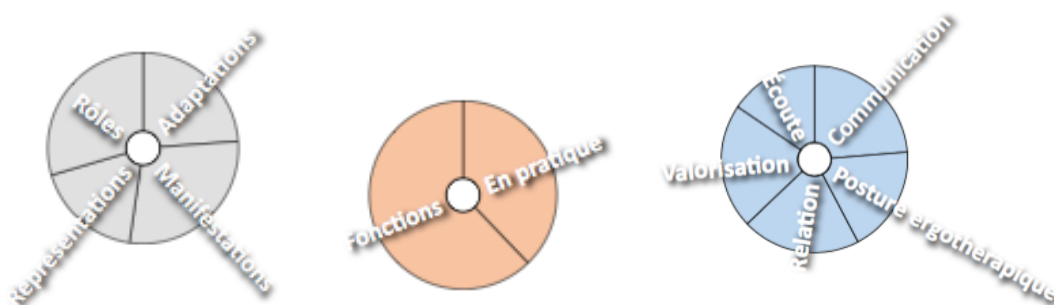 Rôles
Adaptations
Représentations
Manifestations
Fonctions
En pratique
Écoute
Communication
Valorisation
Relation
Posture ergothérapique